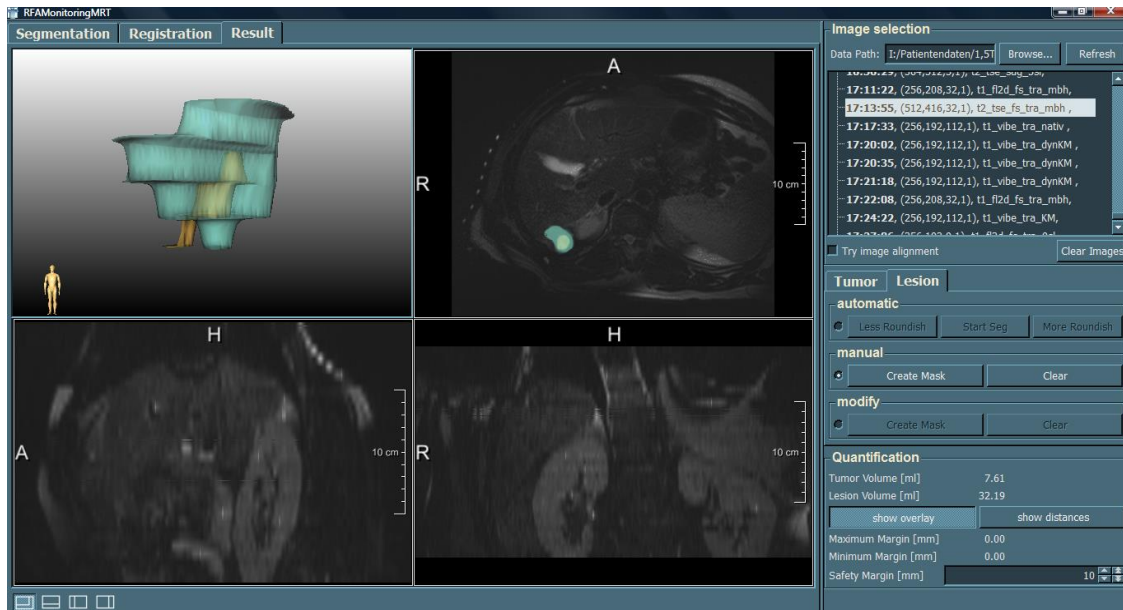 RFAMonitoringMRT
Segmentation Registration Result
A
R
10 cm
H
A
10 cm
H
R
10 cm
Image selection
Data Path: I:/Patientendaten/1,5T Browse... Refresh
17:11:22, (256,208,32,1), t1_fl2d_fs_tra_mbh,
17:13:55, (512,416,32,1), t2_tse_fs_tra_mbh ,
17:17:33, (256,192,112,1), t1_vibe_tra_nativ ,
17:20:02, (256,192,112,1), t1_vibe_tra_dynKM ,
17:20:35, (256,192,112,1), t1_vibe_tra_dynKM ,
17:21:18, (256,192,112,1), t1_vibe_tra_dynKM ,
17:22:08, (256,208,32,1), t1_fl2d_fs_tra_mbh,
17:24:22, (256,192,112,1), t1_vibe_tra_KM,
Try image alignment Clear Images
Tumor Lesion
automatic
Less Roundish Start Seg More Roundish
manual
Create Mask Clear
modify
Create Mask Clear
Quantification
Tumor Volume [ml] 7.61
Lesion Volume [ml] 32.19
show overlay show distances
Maximum Margin [mm] 0.00
Minimum Margin [mm] 0.00
Safety Margin [mm] 10